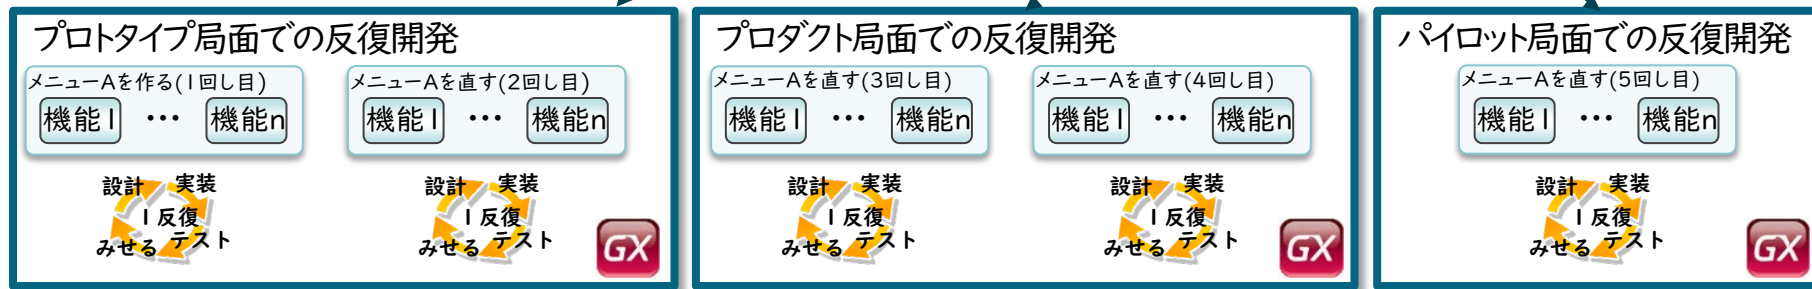 プロトタイプ局面での反復開発
メニューAを作る(1回し目)
機能1 ・・・ 機能n
設計 実装
1反復
みせる テスト
メニューAを直す(2回し目)
機能1 ・・・ 機能n
設計 実装
1反復
みせる テスト
GX
プロダクト局面での反復開発
メニューAを直す(3回し目)
機能1 ・・・ 機能n
設計 実装
1反復
みせる テスト
メニューAを直す(4回し目)
機能1 ・・・ 機能n
設計 実装
1反復
みせる テスト
GX
パイロット局面での反復開発
メニューAを直す(5回し目)
機能1 ・・・ 機能n
設計 実装
1反復
みせる テスト
GX